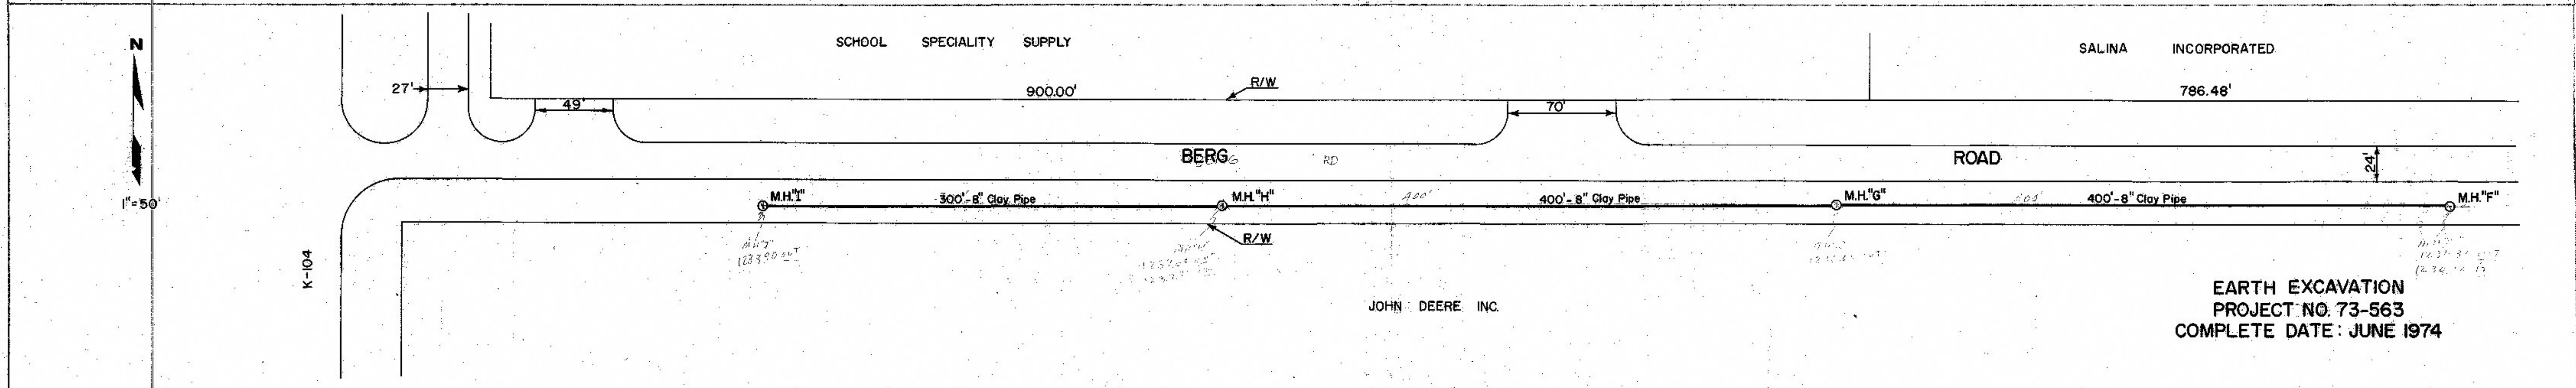 N
SCHOOL SPECIALITY SUPPLY
SALINA INCORPORATED
27'
49'
900.00'
R/W
70'
786.48'
BERG ROAD
RD
24'
1"=50'
M.H."I"
300'-8" Clay Pipe
M.H."H"
400'
400'-8" Clay Pipe
M.H."G"
400'-8" Clay Pipe
M.H."F"
R/W
K-104
JOHN DEERE INC.
EARTH EXCAVATION
PROJECT NO. 73-563
COMPLETE DATE: JUNE 1974